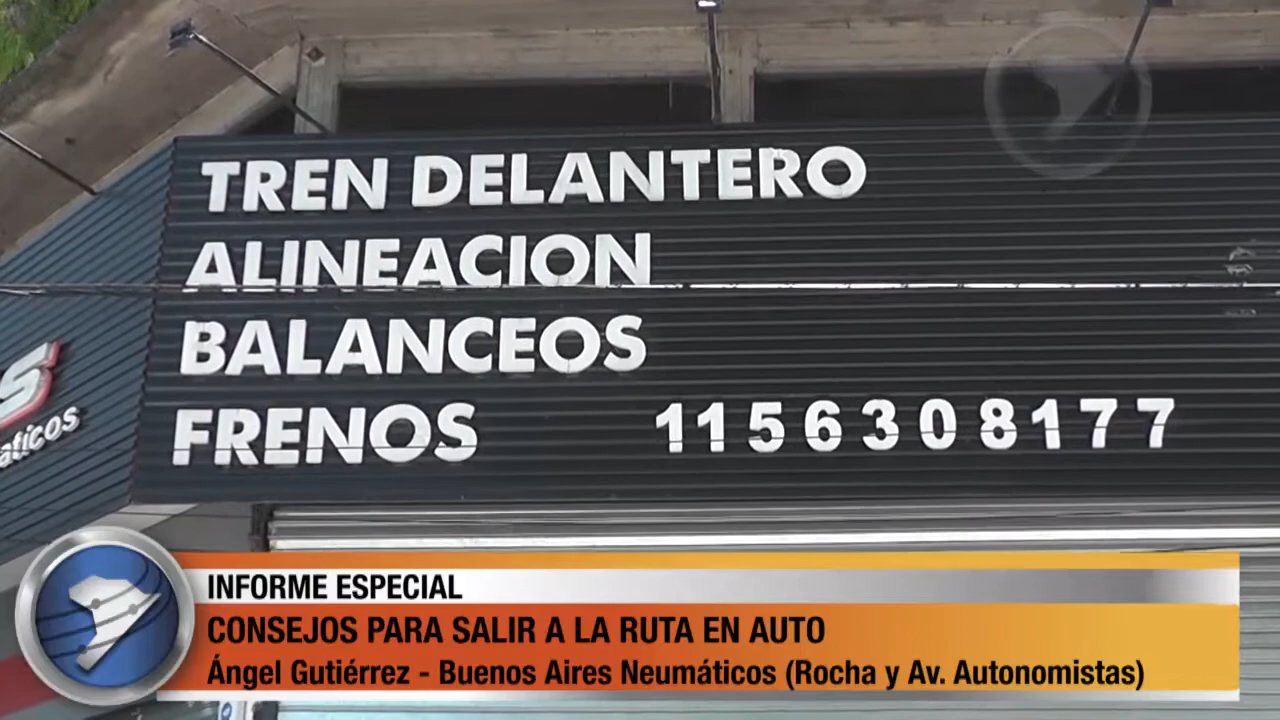 TREN DELANTERO
ALINEACION
BALANCEOS
FRENOS 1156308177
INFORME ESPECIAL
CONSEJOS PARA SALIR A LA RUTA EN AUTO
Ángel Gutiérrez - Buenos Aires Neumáticos (Rocha y Av. Autonomistas)